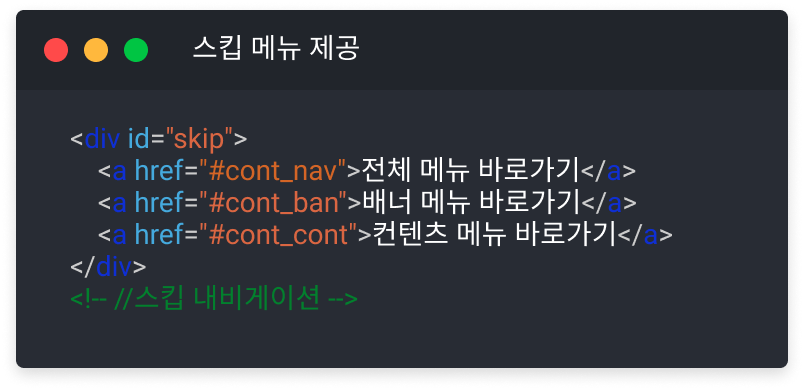 스킵 메뉴 제공
<div id="skip">
<a href="#cont_nav">전체 메뉴 바로가기</a>
<a href="#cont_ban">배너 메뉴 바로가기</a>
<a href="#cont_cont">컨텐츠 메뉴 바로가기</a>
</div>
<!-- //스킵 내비게이션 -->